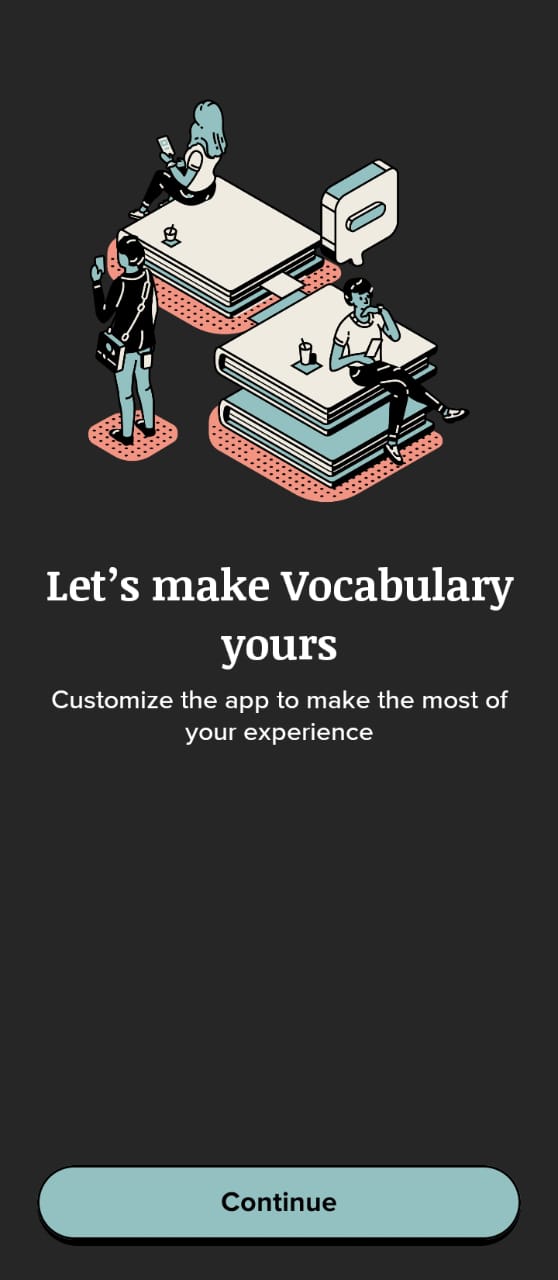 Let’s make Vocabulary
yours
Customize the app to make the most of
your experience
Continue